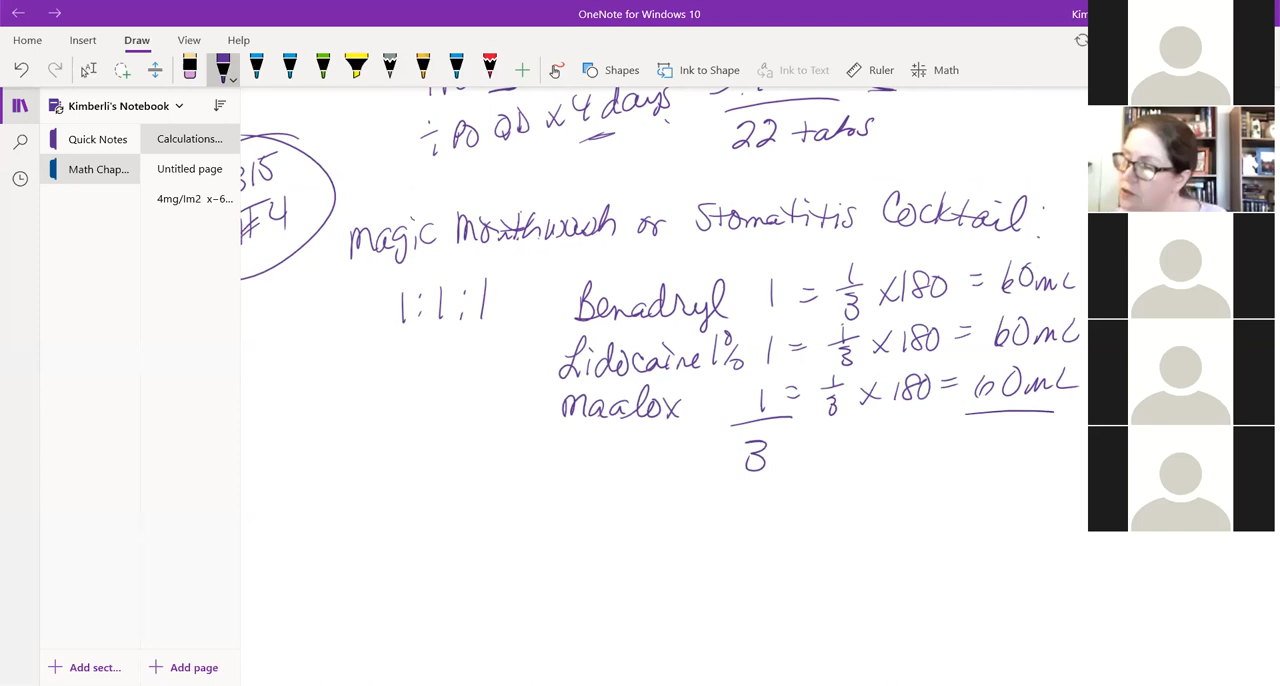 OneNote for Windows 10
Kim
Home Insert Draw View Help
Shapes Ink to Shape Ink to Text Ruler Math
Kimberli's Notebook
Quick Notes
Math Chap...
Calculations...
Untitled page
4mg/lm2 x-6...
i PO QD x 4 days
22 tabs
315
#4
Magic Mouthwash or Stomatitis Cocktail:
1:1:1
Benadryl 1 = 1/3 x 180 = 60mL
Lidocaine 1% 1 = 1/3 x 180 = 60mL
Maalox 1 = 1/3 x 180 = 60mL
3
Add sect...
Add page